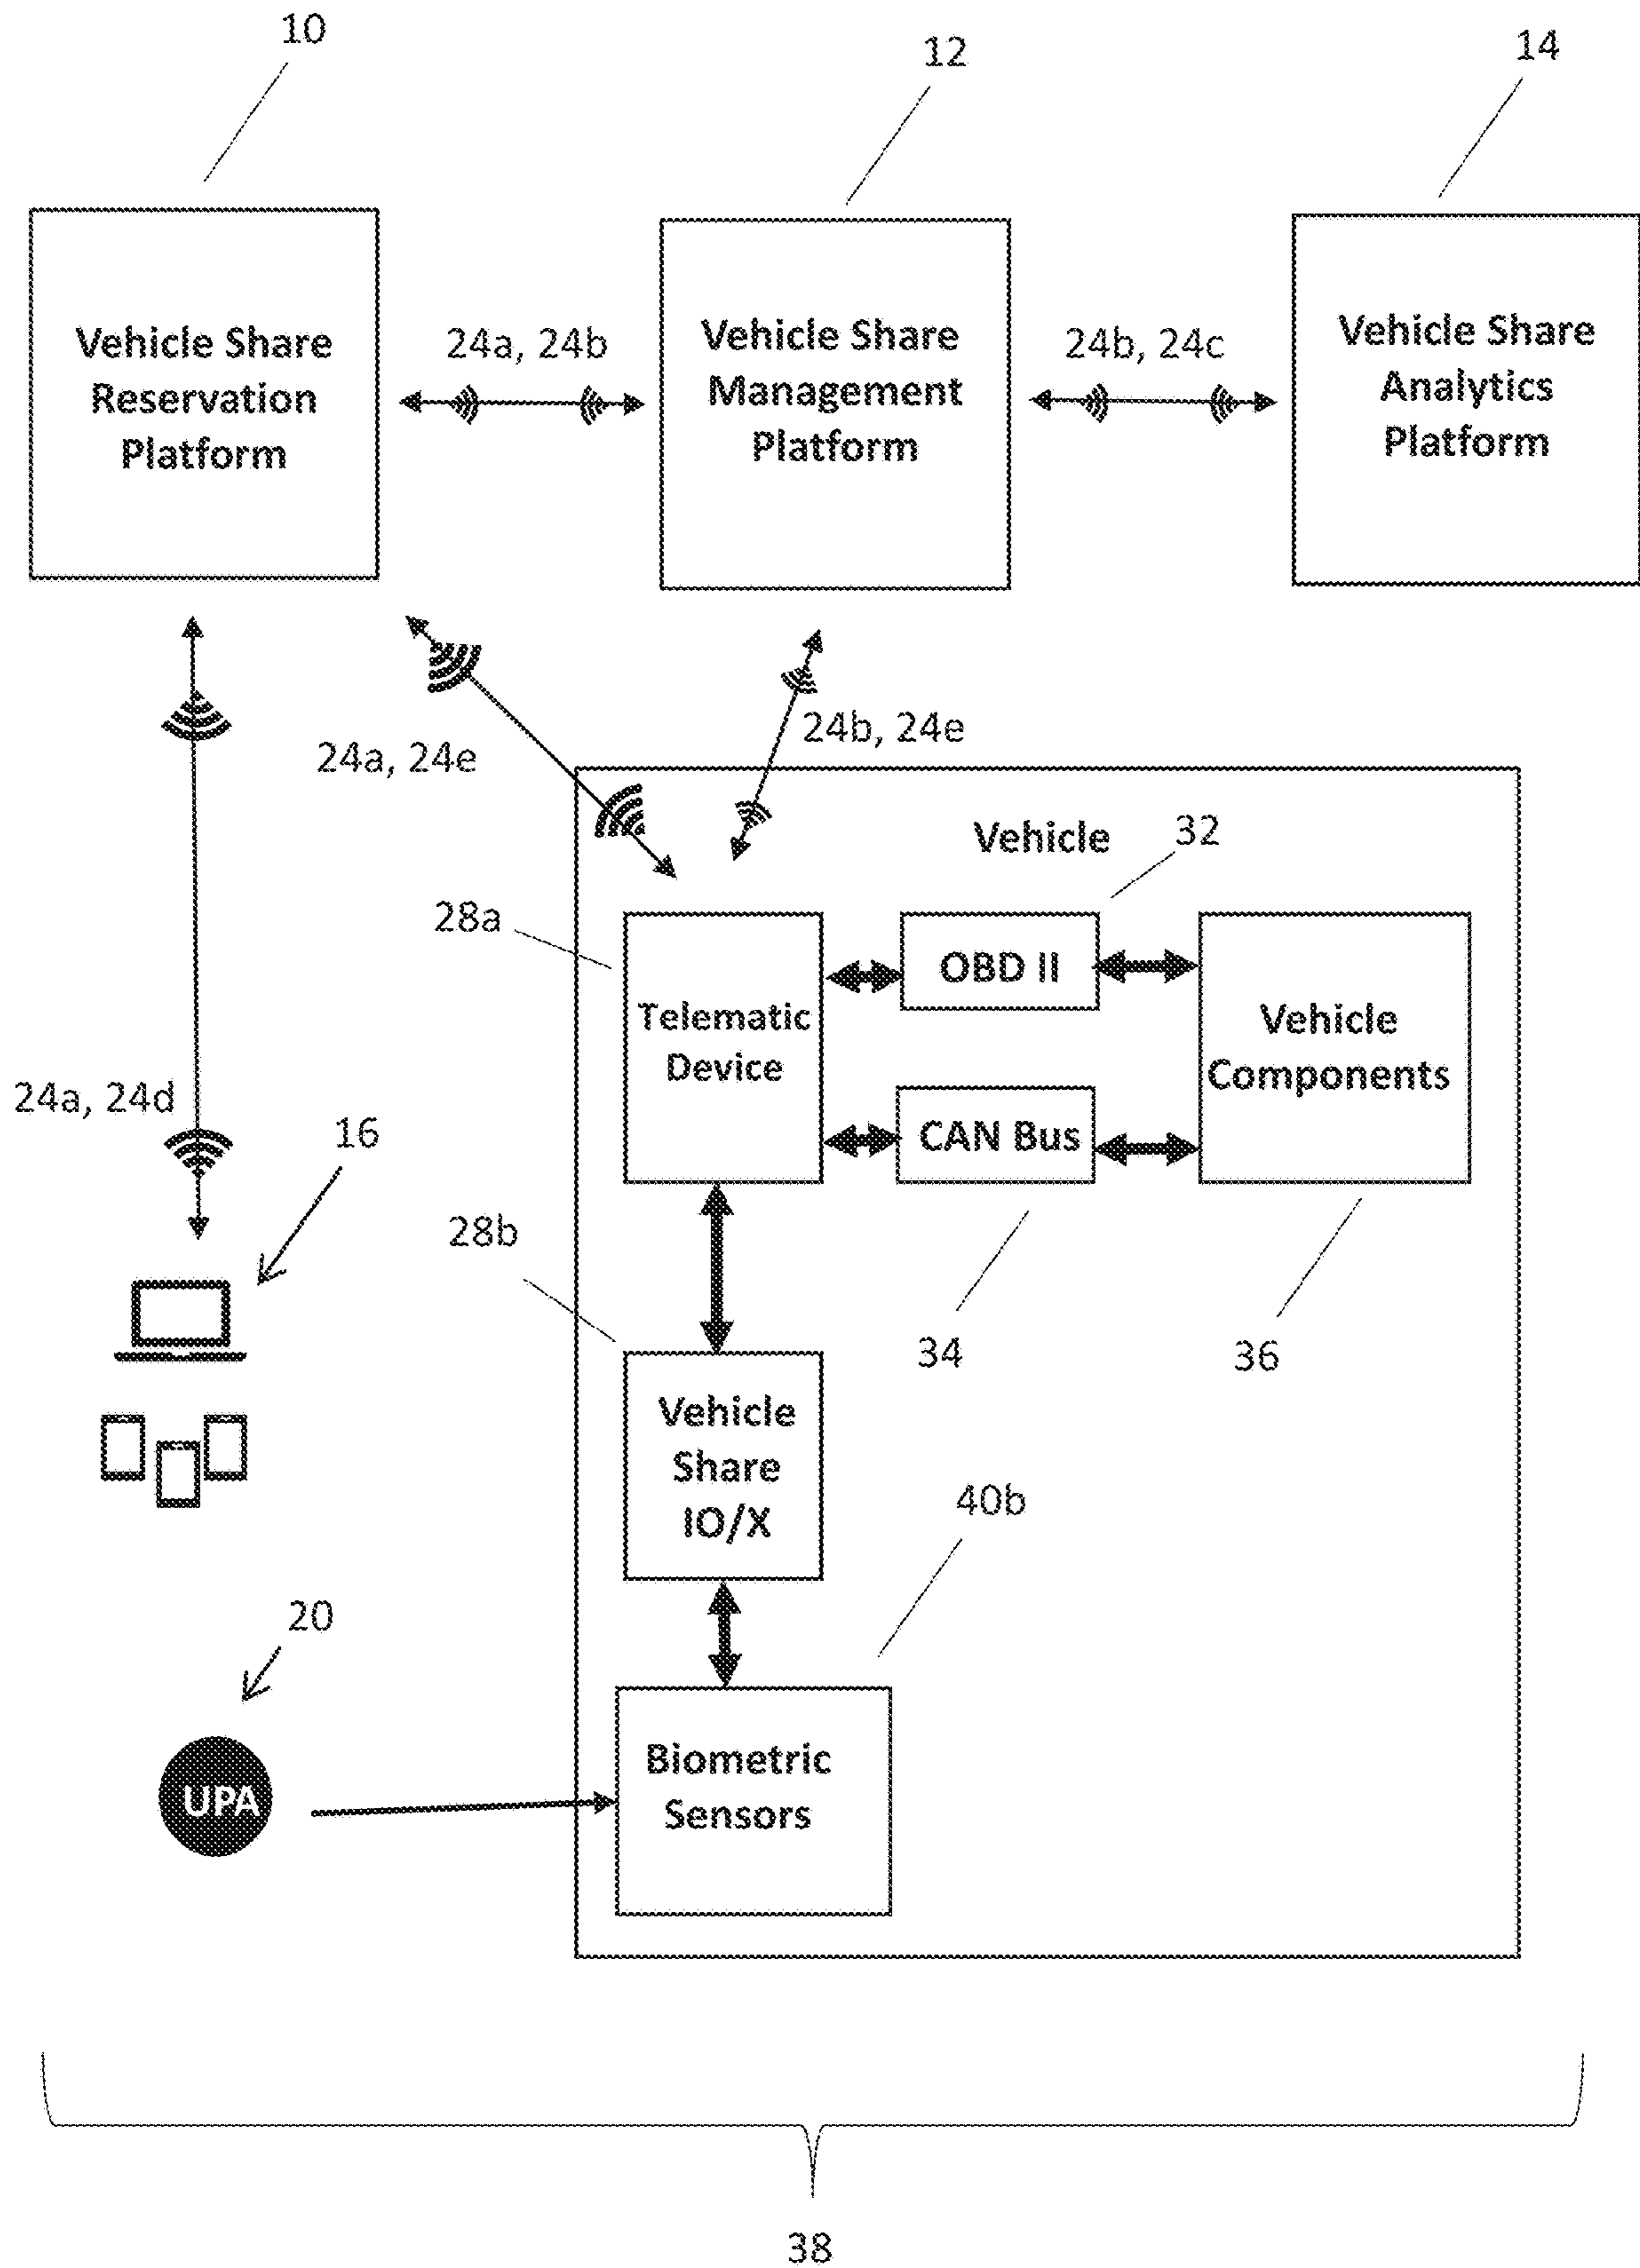 10
12
14
Vehicle Share
Reservation
Platform
24a, 24b
Vehicle Share
Management
Platform
24b, 24c
Vehicle Share
Analytics
Platform
24a, 24e
24b, 24e
Vehicle
32
28a
Telematic
Device
OBD II
Vehicle
Components
CAN Bus
24a, 24d
16
28b
34
36
Vehicle
Share
IO/X
40b
20
UPA
Biometric
Sensors
38